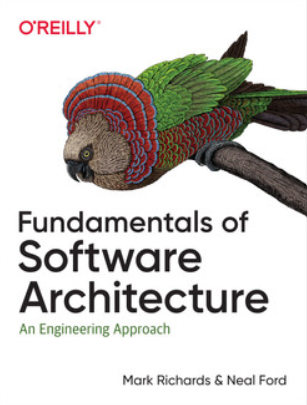 O'REILLY®
Fundamentals of
Software
Architecture
An Engineering Approach
Mark Richards & Neal Ford